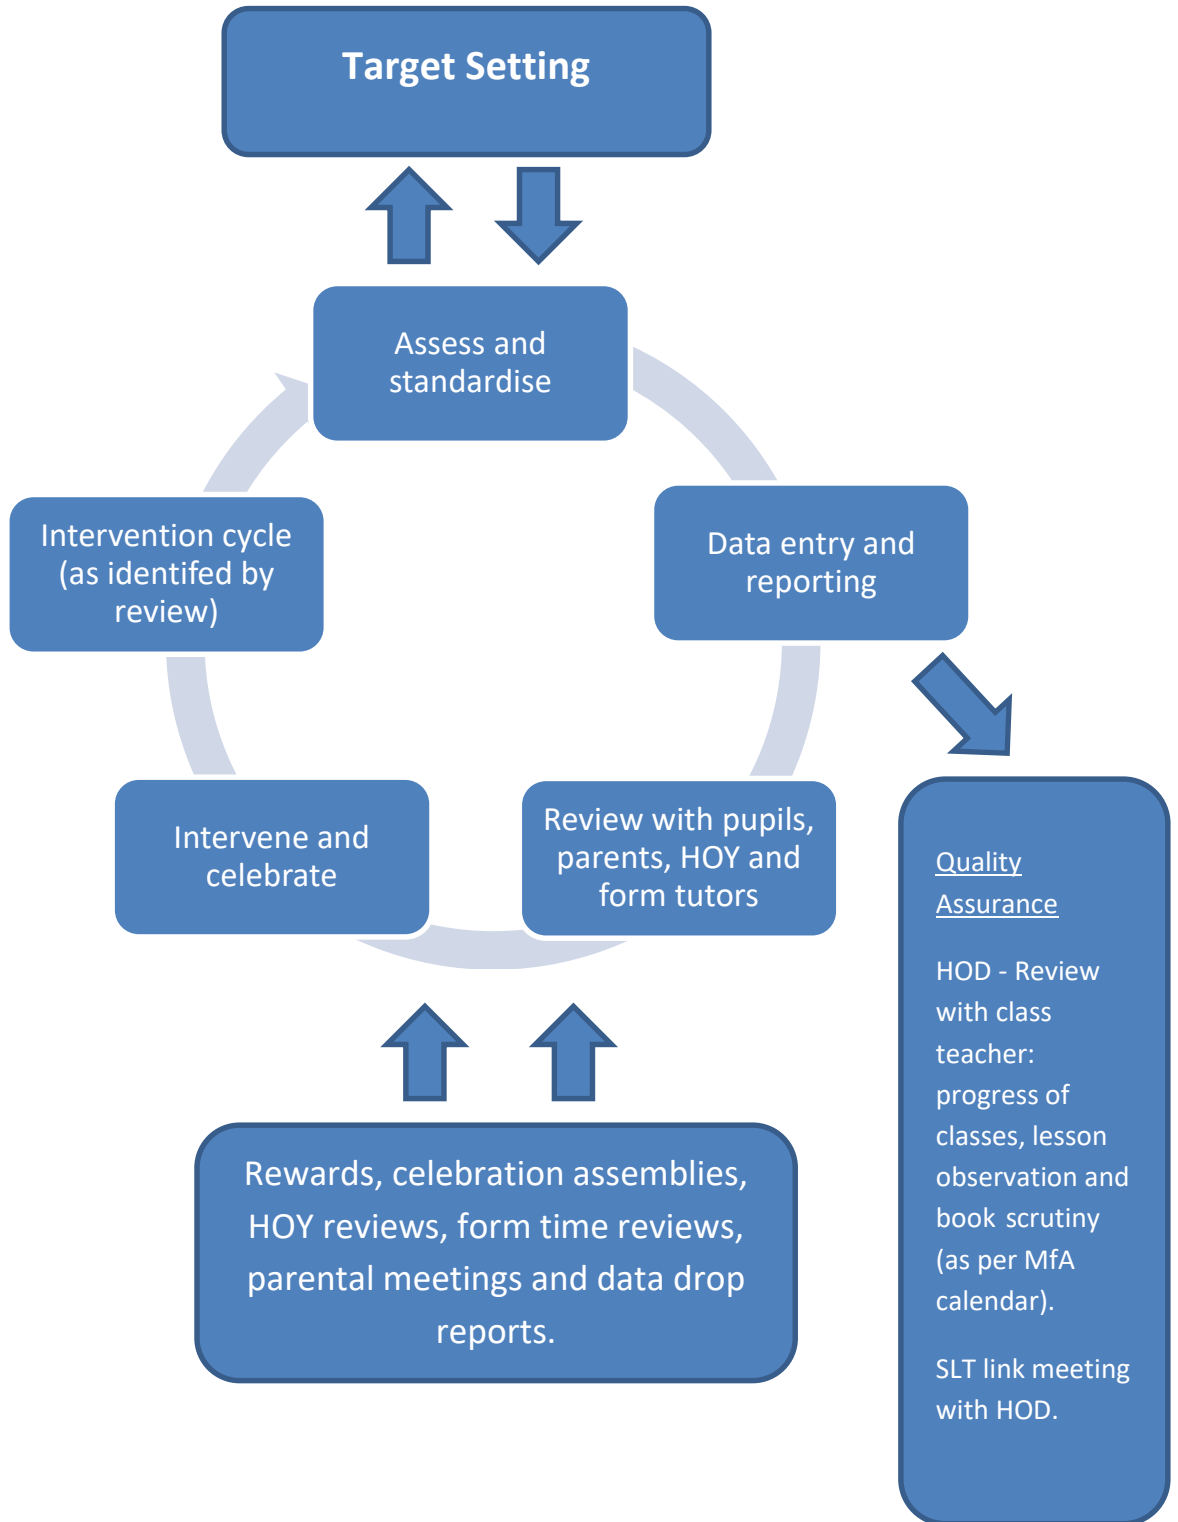 Target Setting
Assess and
standardise
Data entry and
reporting
Review with pupils,
parents, HOY and
form tutors
Intervene and
celebrate
Intervention cycle
(as identifed by
review)
Rewards, celebration assemblies,
HOY reviews, form time reviews,
parental meetings and data drop
reports.
Quality
Assurance
HOD - Review
with class
teacher:
progress of
classes, lesson
observation and
book scrutiny
(as per MfA
calendar).
SLT link meeting
with HOD.